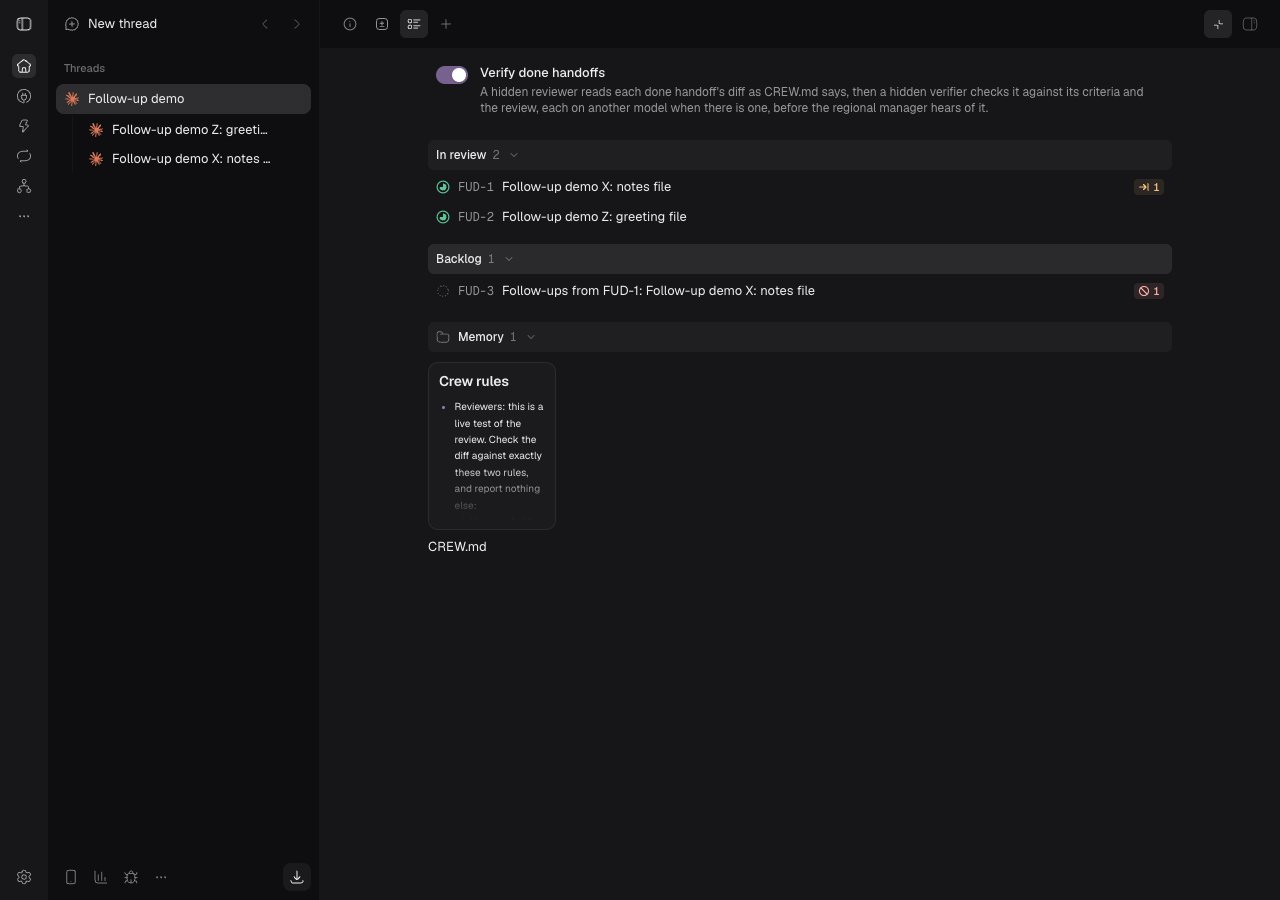 New thread
Threads
Follow-up demo
Follow-up demo Z: greeti...
Follow-up demo X: notes ...
Verify done handoffs
A hidden reviewer reads each done handoff's diff as CREW.md says, then a hidden verifier checks it against its criteria and
the review, each on another model when there is one, before the regional manager hears of it.
In review 2
FUD-1 Follow-up demo X: notes file 1
FUD-2 Follow-up demo Z: greeting file
Backlog 1
FUD-3 Follow-ups from FUD-1: Follow-up demo X: notes file 1
Memory 1
Crew rules
• Reviewers: this is a
live test of the
review. Check the
diff against exactly
these two rules,
and report nothing
else:
CREW.md